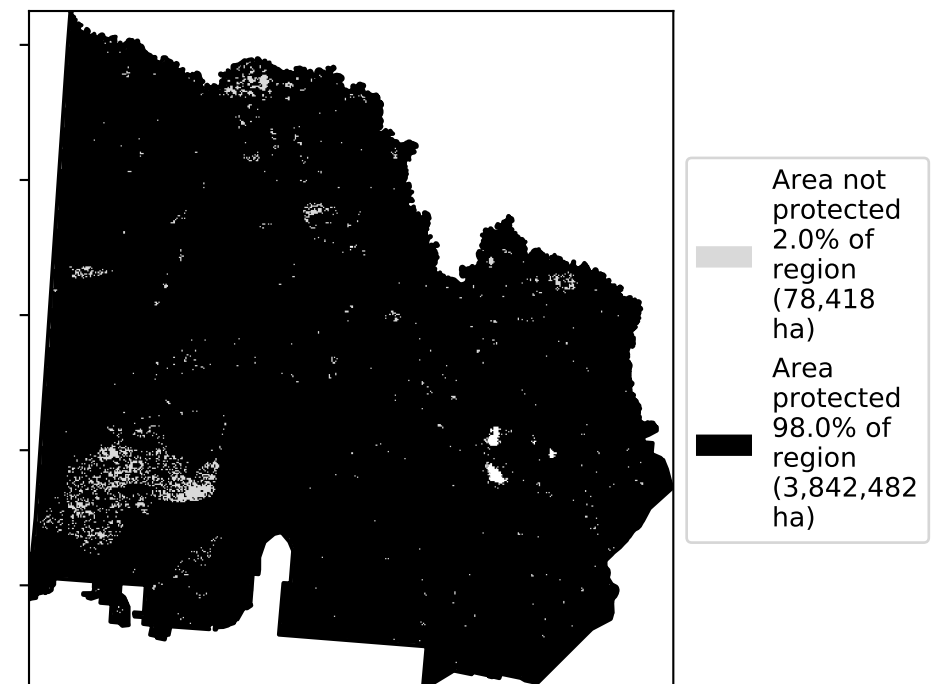 Area not
protected
2.0% of
region
(78,418
ha)
Area
protected
98.0% of
region
(3,842,482
ha)